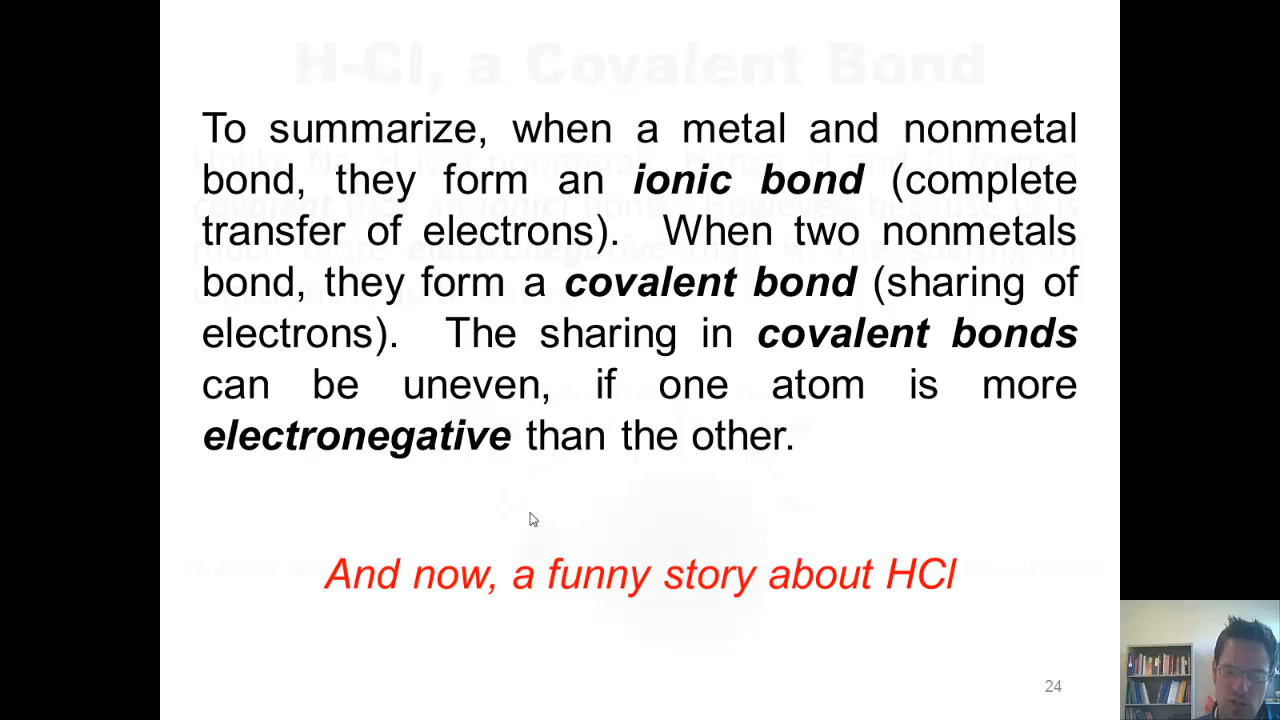 H-Cl, a Covalent Bond
To summarize, when a metal and nonmetal
bond, they form an ionic bond (complete
transfer of electrons). When two nonmetals
bond, they form a covalent bond (sharing of
electrons). The sharing in covalent bonds
can be uneven, if one atom is more
electronegative than the other.
And now, a funny story about HCl
24